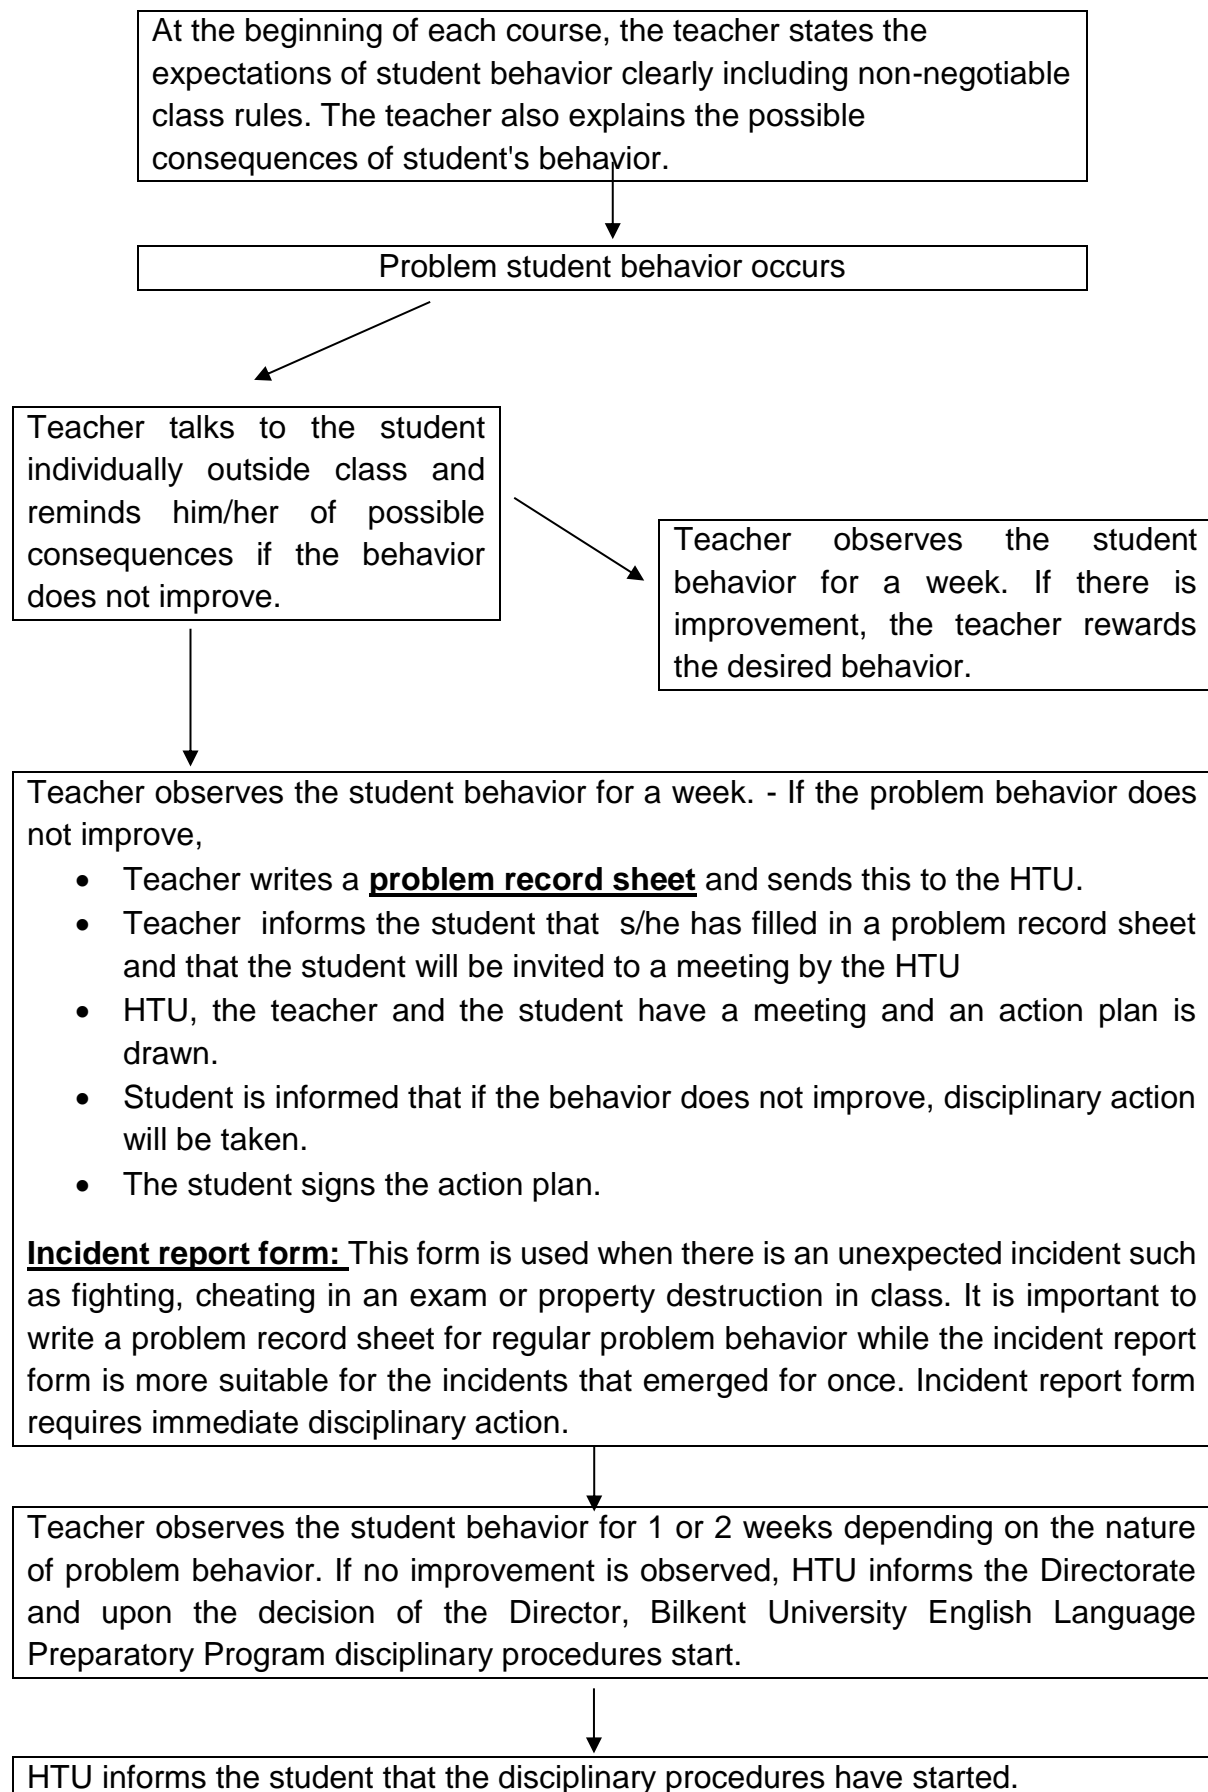 At the beginning of each course, the teacher states the
expectations of student behavior clearly including non-negotiable
class rules. The teacher also explains the possible
consequences of student's behavior.
Problem student behavior occurs
Teacher talks to the student
individually outside class and
reminds him/her of possible
consequences if the behavior
does not improve.
Teacher observes the student
behavior for a week. If there is
improvement, the teacher rewards
the desired behavior.
Teacher observes the student behavior for a week. - If the problem behavior does
not improve,
• Teacher writes a problem record sheet and sends this to the HTU.
• Teacher informs the student that s/he has filled in a problem record sheet
and that the student will be invited to a meeting by the HTU
• HTU, the teacher and the student have a meeting and an action plan is
drawn.
• Student is informed that if the behavior does not improve, disciplinary action
will be taken.
• The student signs the action plan.
Incident report form: This form is used when there is an unexpected incident such
as fighting, cheating in an exam or property destruction in class. It is important to
write a problem record sheet for regular problem behavior while the incident report
form is more suitable for the incidents that emerged for once. Incident report form
requires immediate disciplinary action.
Teacher observes the student behavior for 1 or 2 weeks depending on the nature
of problem behavior. If no improvement is observed, HTU informs the Directorate
and upon the decision of the Director, Bilkent University English Language
Preparatory Program disciplinary procedures start.
HTU informs the student that the disciplinary procedures have started.